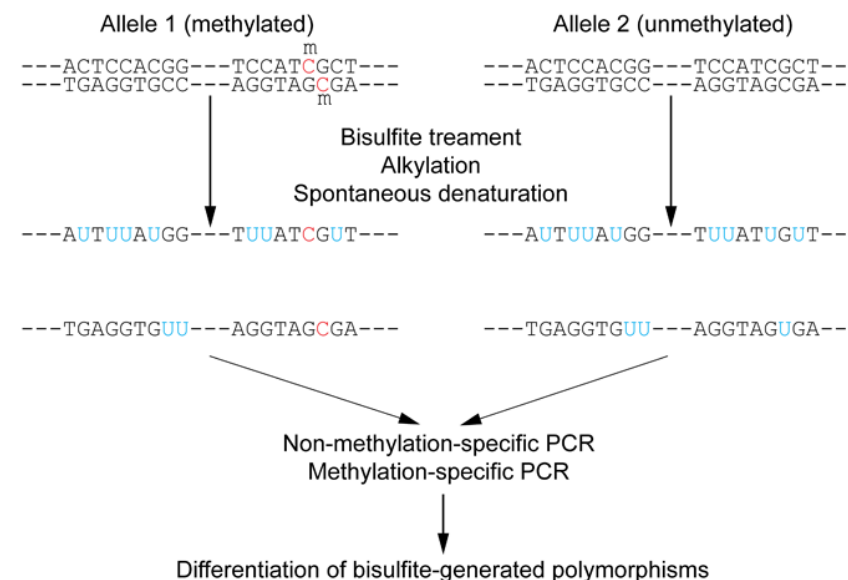 Allele 1 (methylated) Allele 2 (unmethylated)
m
---ACTCCACGG---TCCATCGCT--- ---ACTCCACGG---TCCATCGCT---
---TGAGGTGCC---AGGTAGCGA--- ---TGAGGTGCC---AGGTAGCGA---
m
Bisulfite treament
Alkylation
Spontaneous denaturation
---AUTUUAUGG---TUUATCGUT--- ---AUTUUAUGG---TUUATUGUT--
---TGAGGTGUU---AGGTAGCGA--- ---TGAGGTGUU---AGGTAGUGA--
Non-methylation-specific PCR
Methylation-specific PCR
Differentiation of bisulfite-generated polymorphisms